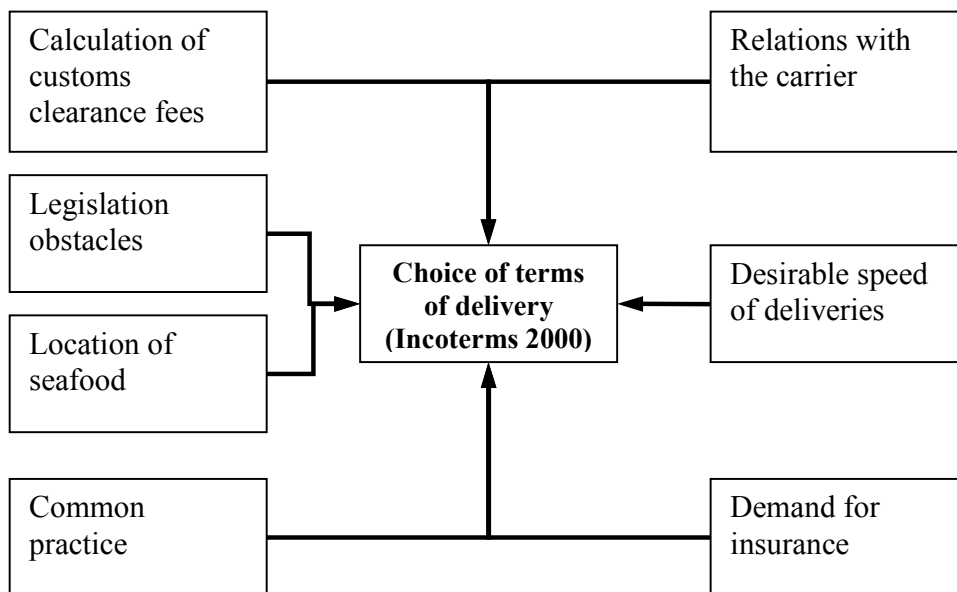 Calculation of
customs
clearance fees
Relations with
the carrier
Legislation
obstacles
Choice of terms
of delivery
(Incoterms 2000)
Desirable speed
of deliveries
Location of
seafood
Common
practice
Demand for
insurance